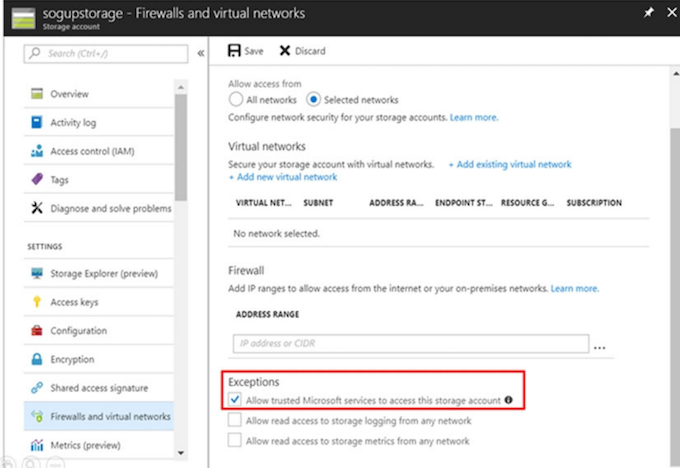 sogupstorage - Firewalls and virtual networks
Storage account
Search (Ctrl+/)
Overview
Activity log
Access control (IAM)
Tags
Diagnose and solve problems
SETTINGS
Storage Explorer (preview)
Access keys
Configuration
Encryption
Shared access signature
Firewalls and virtual networks
Metrics (preview)
Save Discard
Allow access from
All networks Selected networks
Configure network security for your storage accounts. Learn more.
Virtual networks
Secure your storage account with virtual networks. + Add existing virtual network
+ Add new virtual network
VIRTUAL NET... SUBNET ADDRESS RA... ENDPOINT ST... RESOURCE G... SUBSCRIPTION
No network selected.
Firewall
Add IP ranges to allow access from the internet or your on-premises networks. Learn more.
ADDRESS RANGE
IP address or CIDR ...
Exceptions
Allow trusted Microsoft services to access this storage account
Allow read access to storage logging from any network
Allow read access to storage metrics from any network